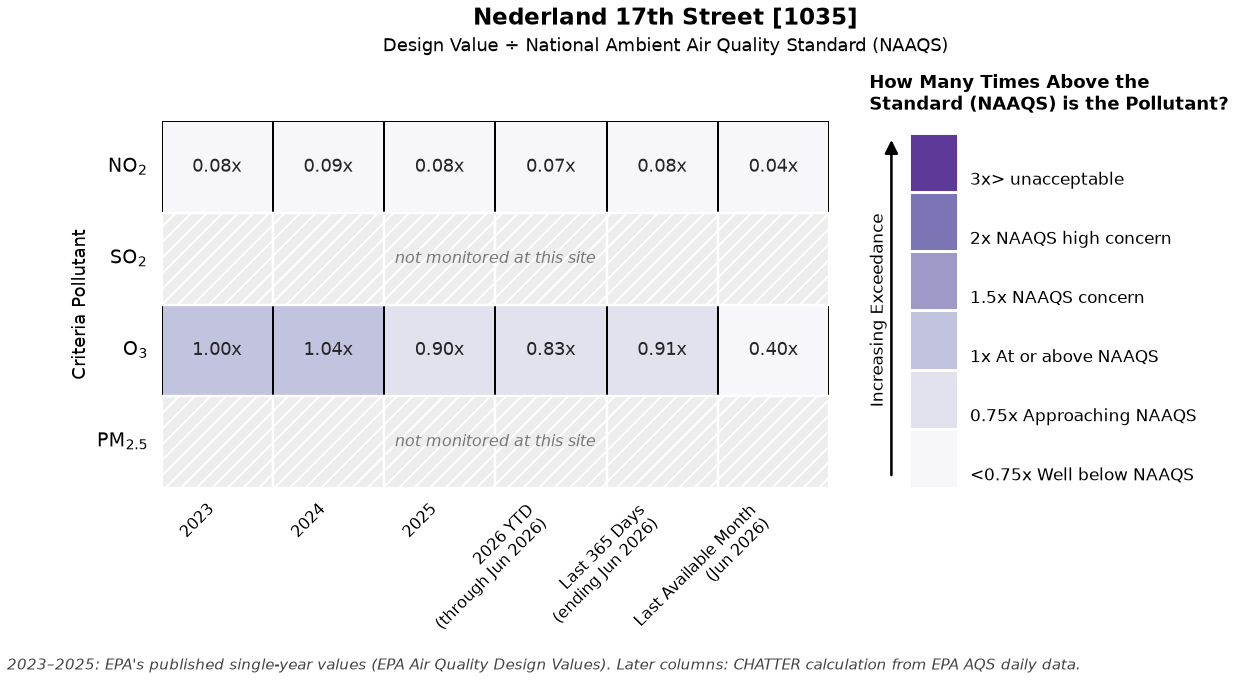 Nederland 17th Street [1035]
Design Value ÷ National Ambient Air Quality Standard (NAAQS)
How Many Times Above the
Standard (NAAQS) is the Pollutant?
NO2 0.08x 0.09x 0.08x 0.07x 0.08x 0.04x
SO2 not monitored at this site
O3 1.00x 1.04x 0.90x 0.83x 0.91x 0.40x
PM2.5 not monitored at this site
Criteria Pollutant
2023
2024
2025
2026 YTD
(through Jun 2026)
Last 365 Days
(ending Jun 2026)
Last Available Month
(Jun 2026)
Increasing Exceedance
3x> unacceptable
2x NAAQS high concern
1.5x NAAQS concern
1x At or above NAAQS
0.75x Approaching NAAQS
<0.75x Well below NAAQS
2023–2025: EPA's published single-year values (EPA Air Quality Design Values). Later columns: CHATTER calculation from EPA AQS daily data.